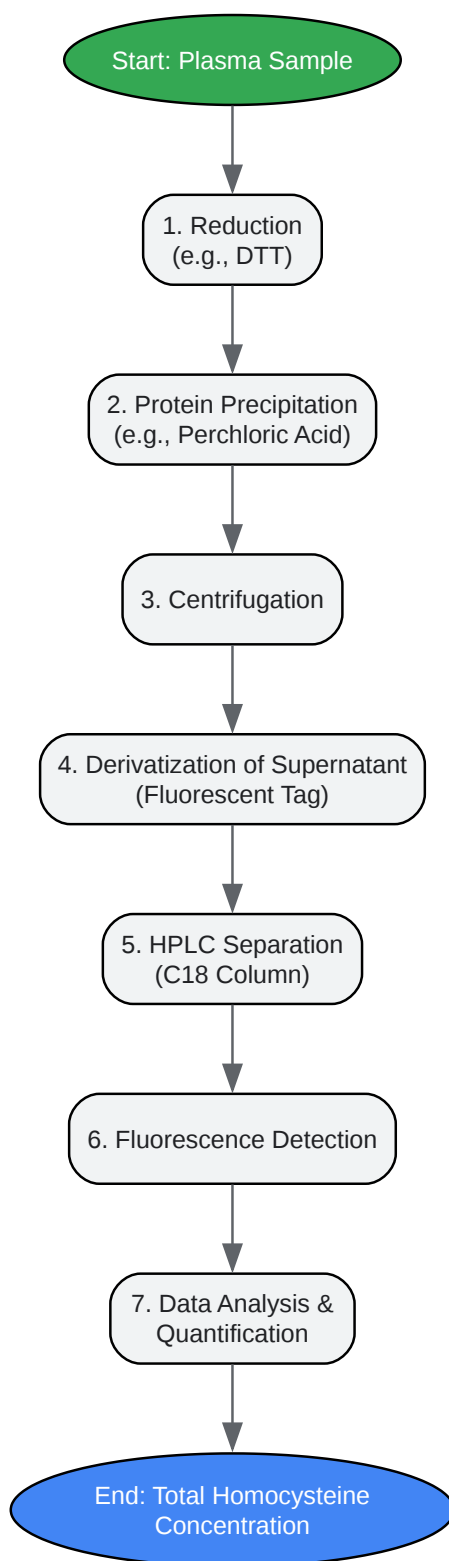 Start: Plasma Sample
1. Reduction
(e.g., DTT)
2. Protein Precipitation
(e.g., Perchloric Acid)
3. Centrifugation
4. Derivatization of Supernatant
(Fluorescent Tag)
5. HPLC Separation
(C18 Column)
6. Fluorescence Detection
7. Data Analysis &
Quantification
End: Total Homocysteine
Concentration